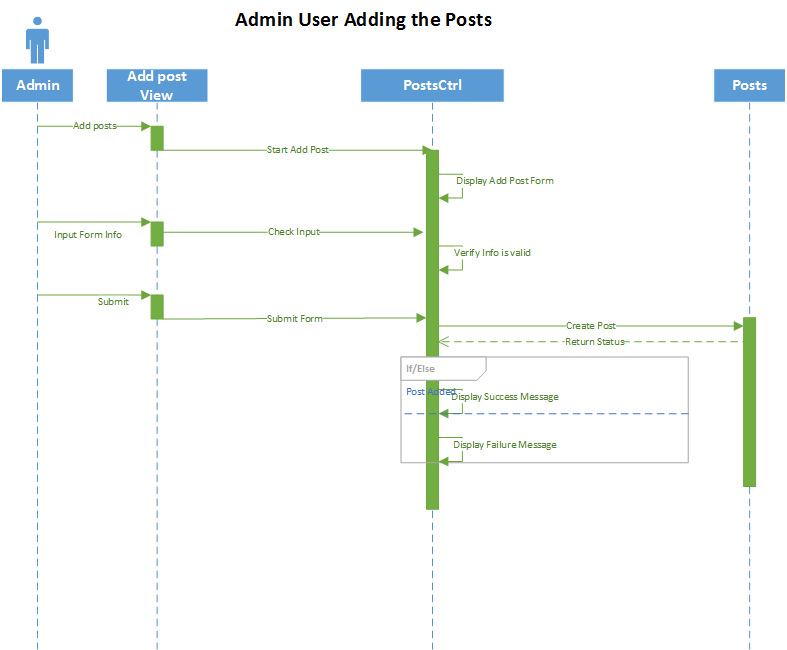 Admin User Adding the Posts
Admin
Add post
View
PostsCtrl
Posts
Add posts
Start Add Post
Display Add Post Form
Input Form Info
Check Input
Verify Info is valid
Submit
Submit Form
Create Post
Return Status
If/Else
Post Added
Display Success Message
Display Failure Message